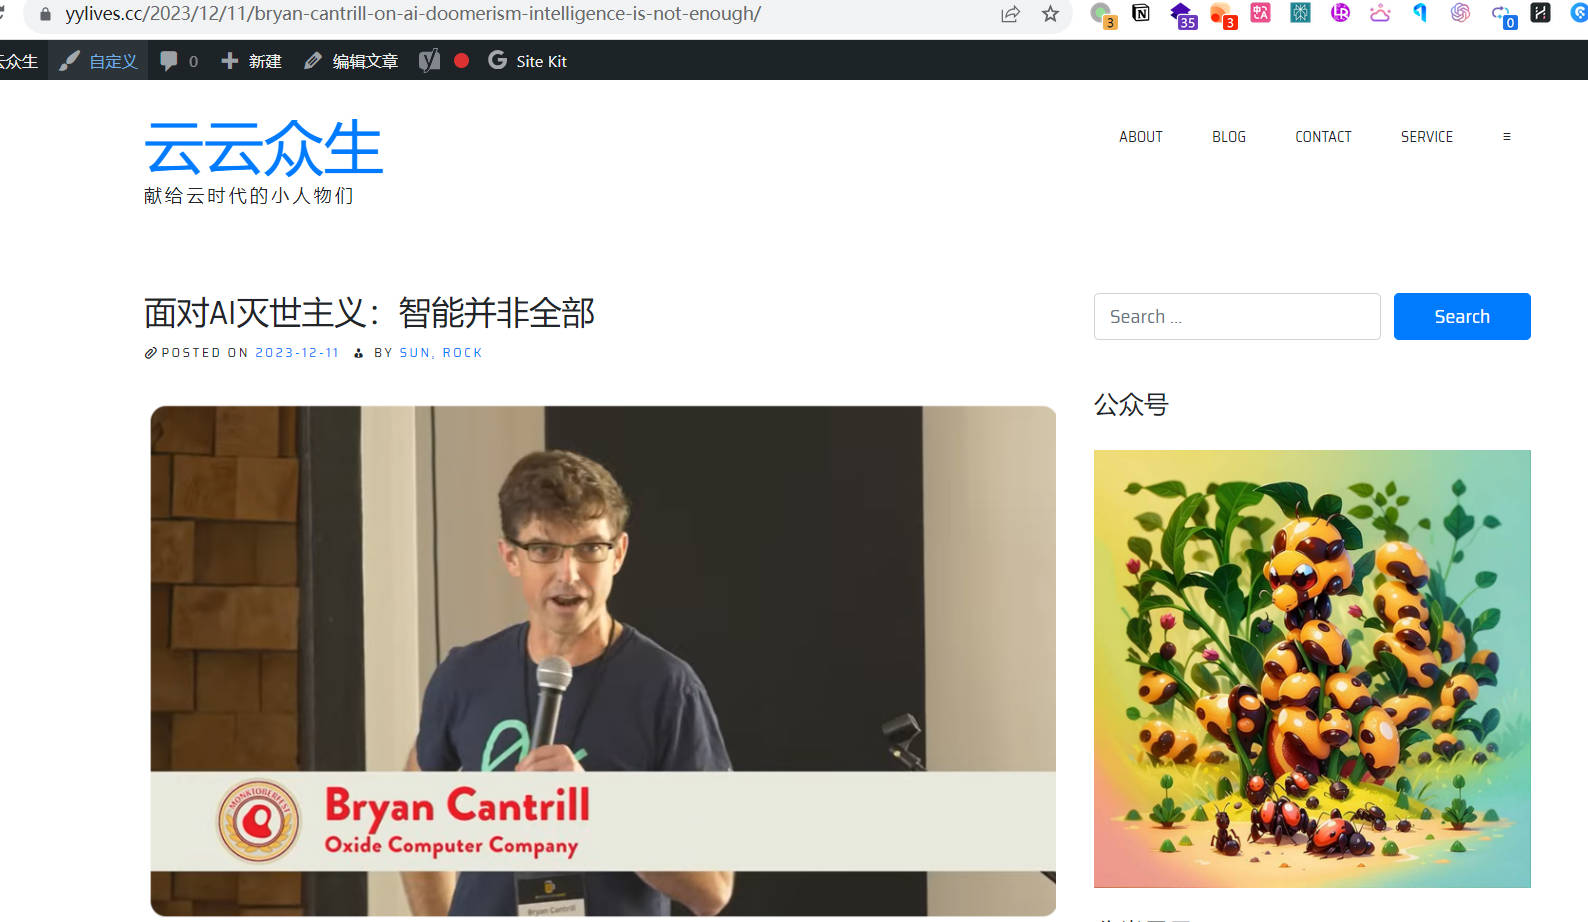 yylives.cc/2023/12/11/bryan-cantrill-on-ai-doomerism-intelligence-is-not-enough/
3
35
3
0
云众生
自定义
0
新建
编辑文章
Site Kit
云云众生
献给云时代的小人物们
ABOUT
BLOG
CONTACT
SERVICE
面对AI灭世主义：智能并非全部
POSTED ON 2023-12-11 BY SUN, ROCK
Search ...
Search
公众号
MONKTOBERFEST
Bryan Cantrill
Oxide Computer Company
Bryan Cantrill